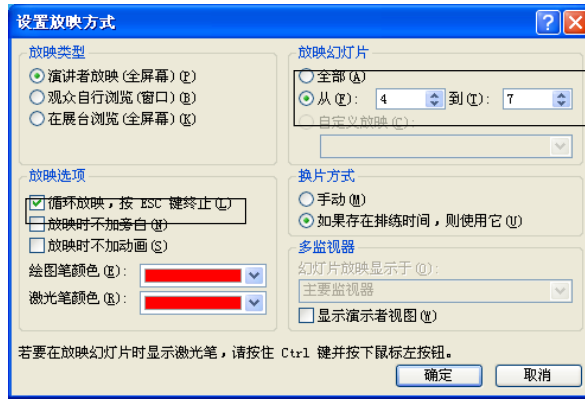 设置放映方式
放映类型
演讲者放映(全屏幕)(P)
观众自行浏览(窗口)(B)
在展台浏览(全屏幕)(K)
放映选项
循环放映，按 ESC 键终止(L)
放映时不加旁白(N)
放映时不加动画(S)
绘图笔颜色(E):
激光笔颜色(R):
放映幻灯片
全部(A)
从(F): 4 到(T): 7
自定义放映(C):
换片方式
手动(M)
如果存在排练时间，则使用它(U)
多监视器
幻灯片放映显示于(O):
主要监视器
显示演示者视图(W)
若要在放映幻灯片时显示激光笔，请按住 Ctrl 键并按下鼠标左按钮。
确定 取消